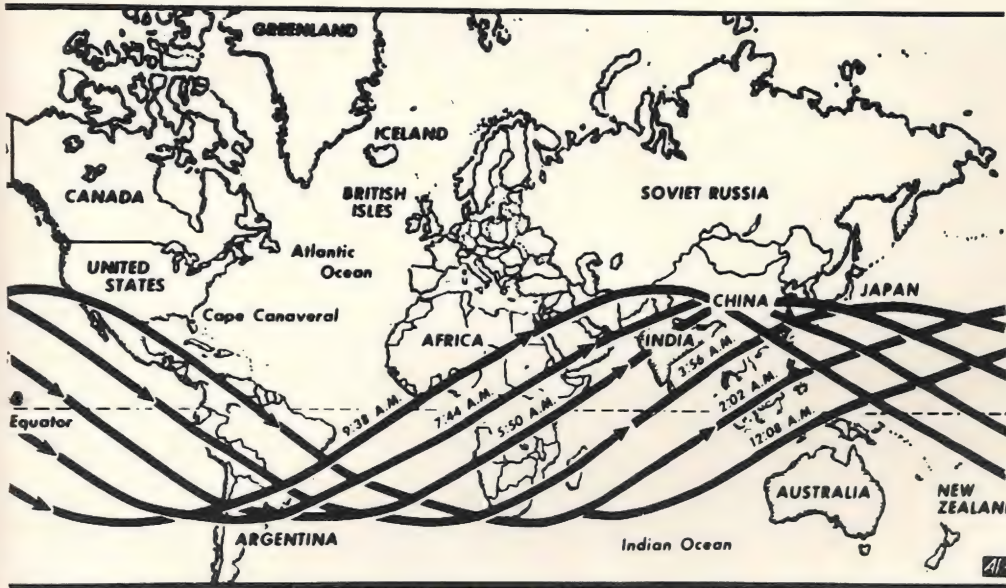 GREENLAND
ICELAND
CANADA
BRITISH
ISLES
SOVIET RUSSIA
Atlantic
Ocean
UNITED
STATES
CHINA
JAPAN
Cape Canaveral
AFRICA
INDIA
3:56 A.M.
2:02 A.M.
12:08 A.M.
9:38 A.M.
7:44 A.M.
5:50 A.M.
Equator
AUSTRALIA
NEW
ZEALAND
ARGENTINA
Indian Ocean